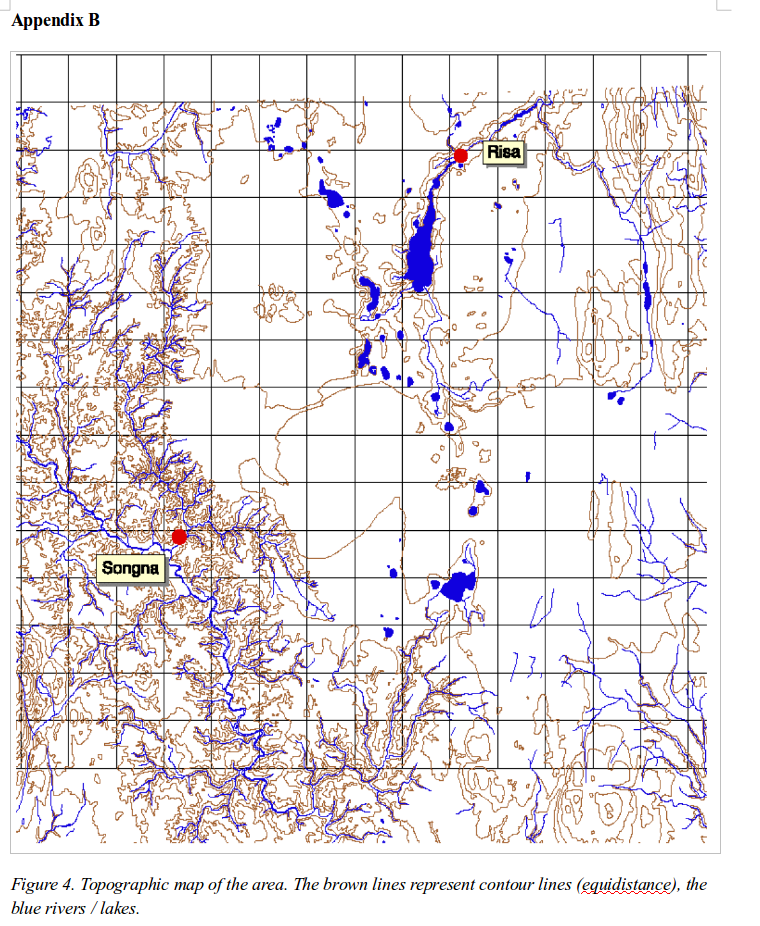 Appendix B
Risa
Songna
Figure 4. Topographic map of the area. The brown lines represent contour lines (equidistance), the
blue rivers / lakes.